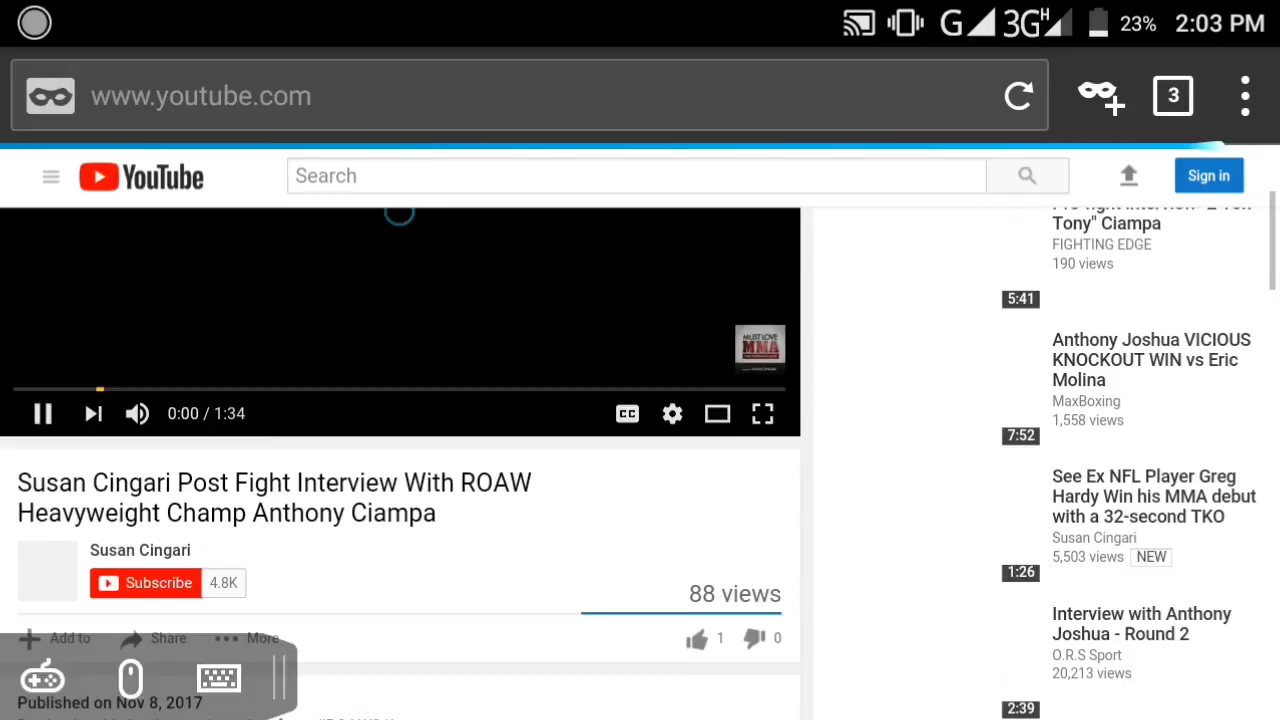 G 3G H 23% 2:03 PM
www.youtube.com
3
YouTube
Search
Sign in
Tony" Ciampa
FIGHTING EDGE
190 views
5:41
MUST LOVE
MMA
Anthony Joshua VICIOUS
KNOCKOUT WIN vs Eric
Molina
MaxBoxing
1,558 views
7:52
0:00 / 1:34
CC
Susan Cingari Post Fight Interview With ROAW
Heavyweight Champ Anthony Ciampa
Susan Cingari
Subscribe 4.8K
88 views
Add to Share More
1 0
Published on Nov 8, 2017
See Ex NFL Player Greg
Hardy Win his MMA debut
with a 32-second TKO
Susan Cingari
5,503 views NEW
1:26
Interview with Anthony
Joshua - Round 2
O.R.S Sport
20,213 views
2:39